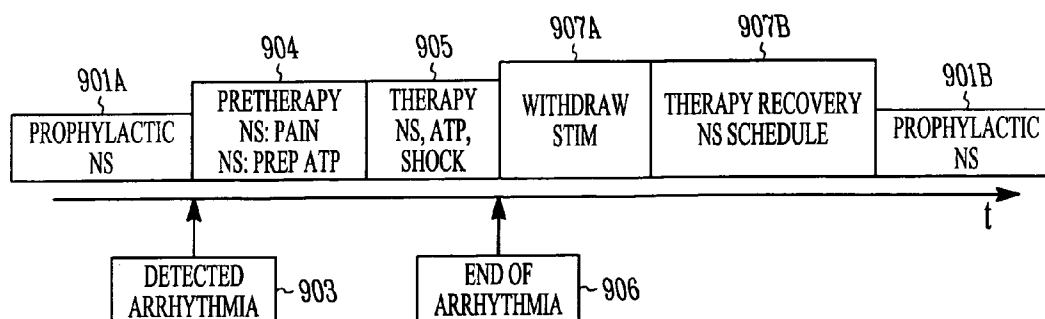 901A
PROPHYLACTIC
NS
904
PRETHERAPY
NS: PAIN
NS: PREP ATP
905
THERAPY
NS, ATP,
SHOCK
907A
WITHDRAW
STIM
907B
THERAPY RECOVERY
NS SCHEDULE
901B
PROPHYLACTIC
NS
t
DETECTED
ARRHYTHMIA
903
END OF
ARRHYTHMIA
906